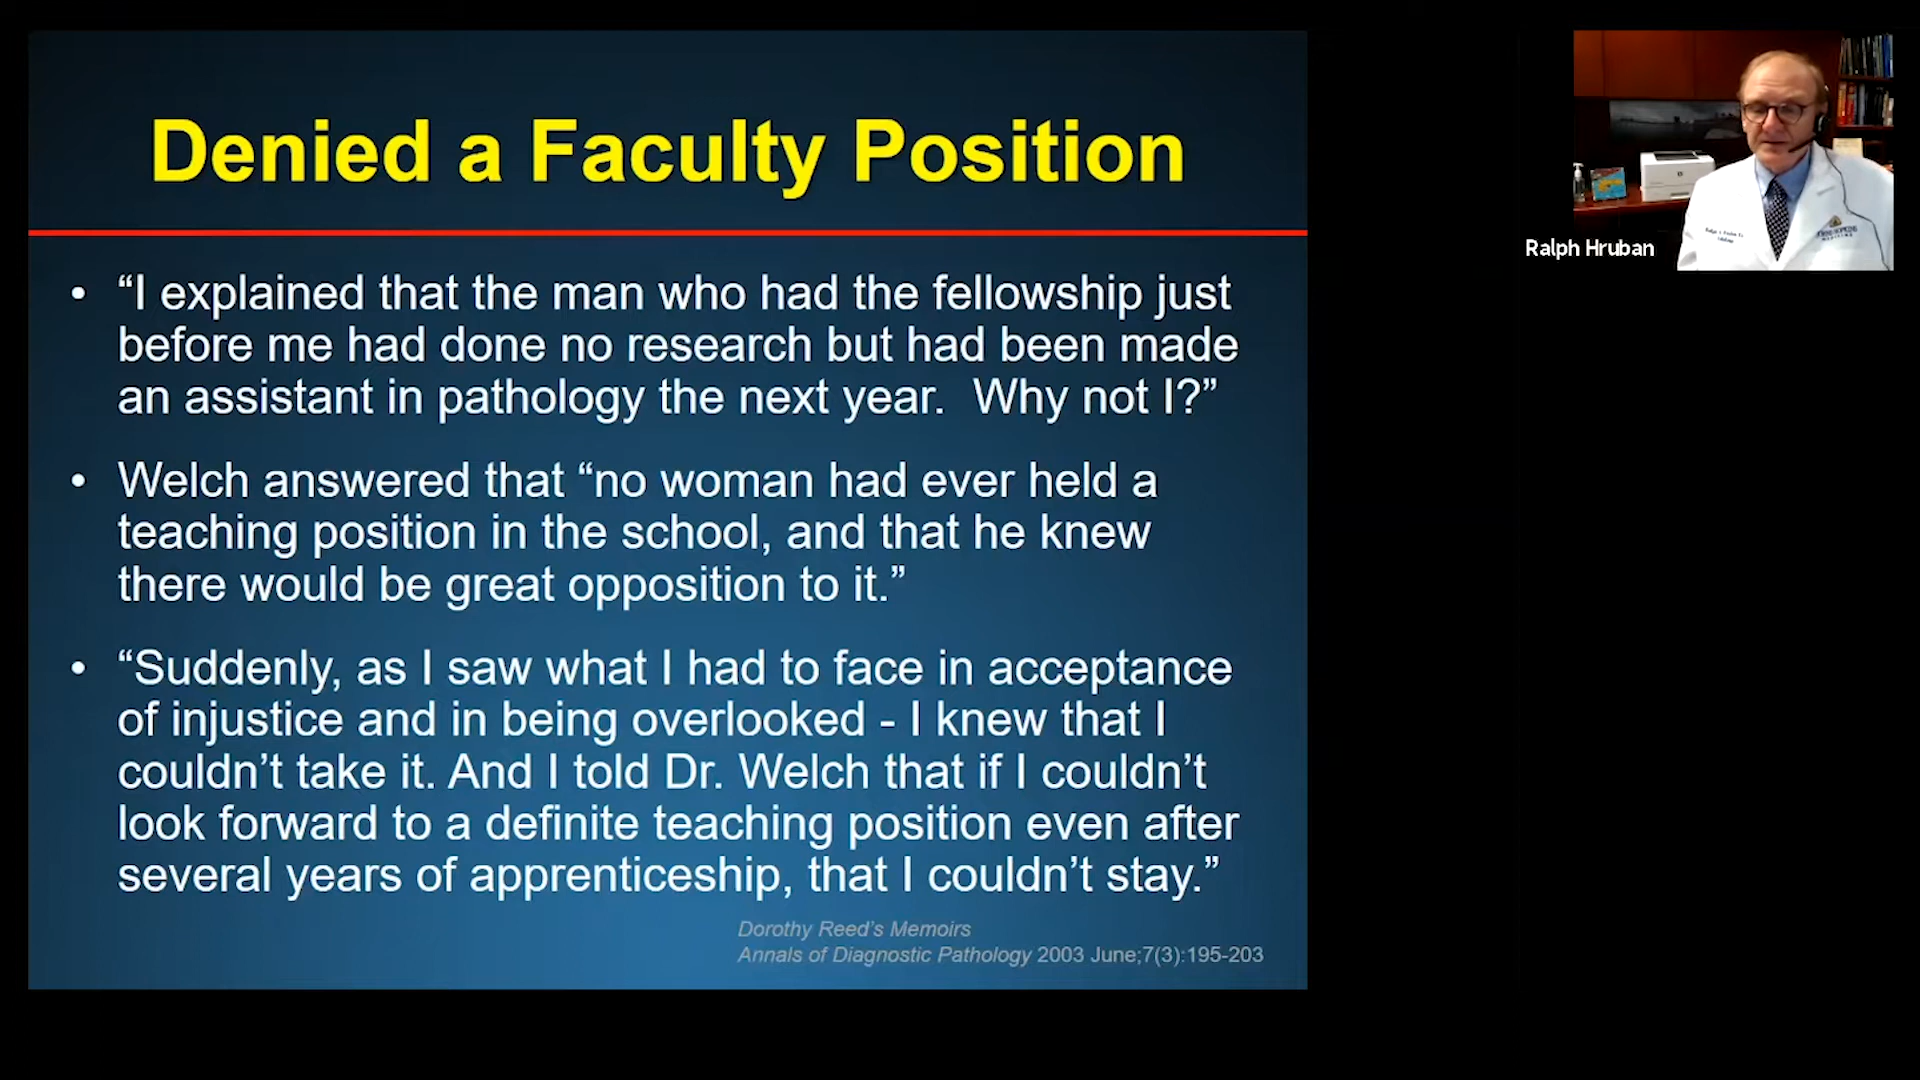 Denied a Faculty Position
• “I explained that the man who had the fellowship just
before me had done no research but had been made
an assistant in pathology the next year.  Why not I?”
• Welch answered that “no woman had ever held a
teaching position in the school, and that he knew
there would be great opposition to it.”
• “Suddenly, as I saw what I had to face in acceptance
of injustice and in being overlooked - I knew that I
couldn’t take it. And I told Dr. Welch that if I couldn’t
look forward to a definite teaching position even after
several years of apprenticeship, that I couldn’t stay.”
Dorothy Reed’s Memoirs
Annals of Diagnostic Pathology 2003 June;7(3):195-203
Ralph Hruban